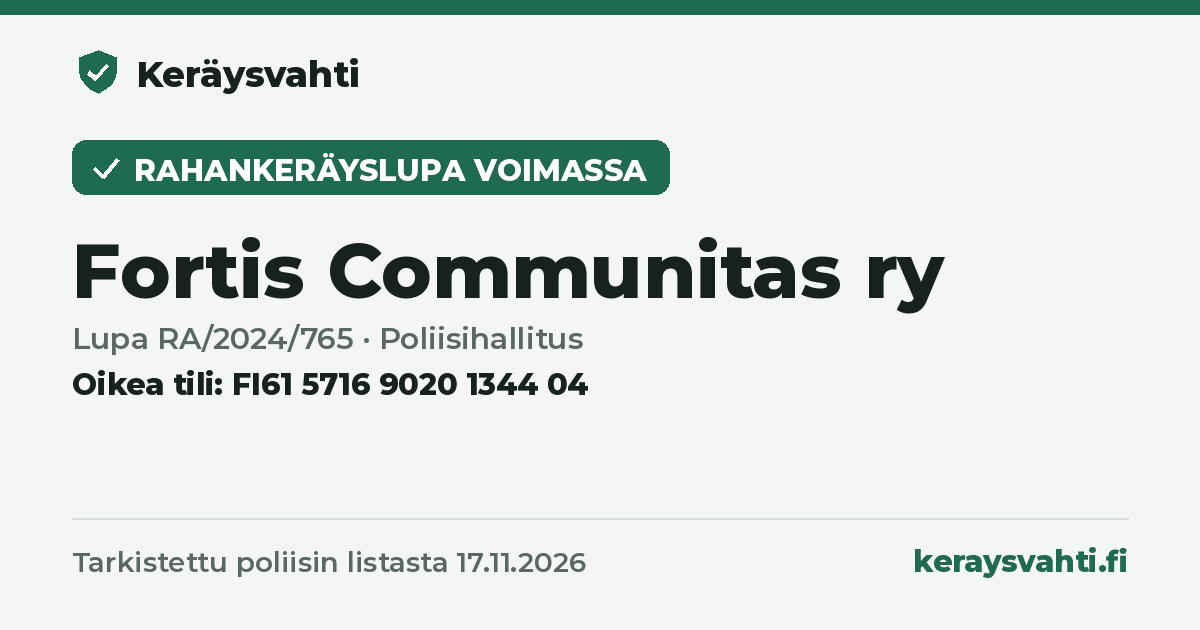 Keräysvahti
RAHANKERÄYSLUPA VOIMASSA
Fortis Communitas ry
Lupa RA/2024/765 · Poliisihallitus
Oikea tili: FI61 5716 9020 1344 04
Tarkistettu poliisin listasta 17.11.2026
keraysvahti.fi